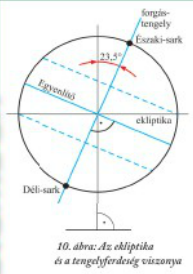 forgás-
tengely
Északi-sark
23,5°
Egyenlítő
ekliptika
Déli-sark
10. ábra: Az ekliptika
és a tengelyferdeség viszonya